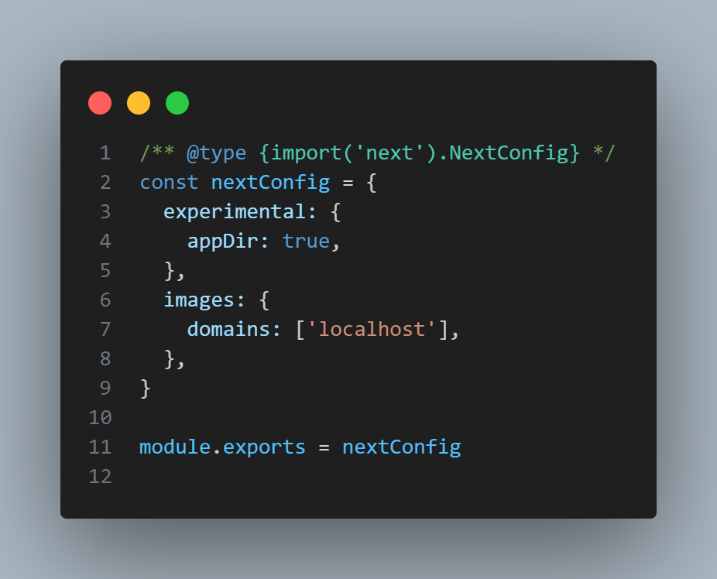 1 /** @type {import('next').NextConfig} */
2 const nextConfig = {
3   experimental: {
4     appDir: true,
5   },
6   images: {
7     domains: ['localhost'],
8   },
9 }
10
11 module.exports = nextConfig
12